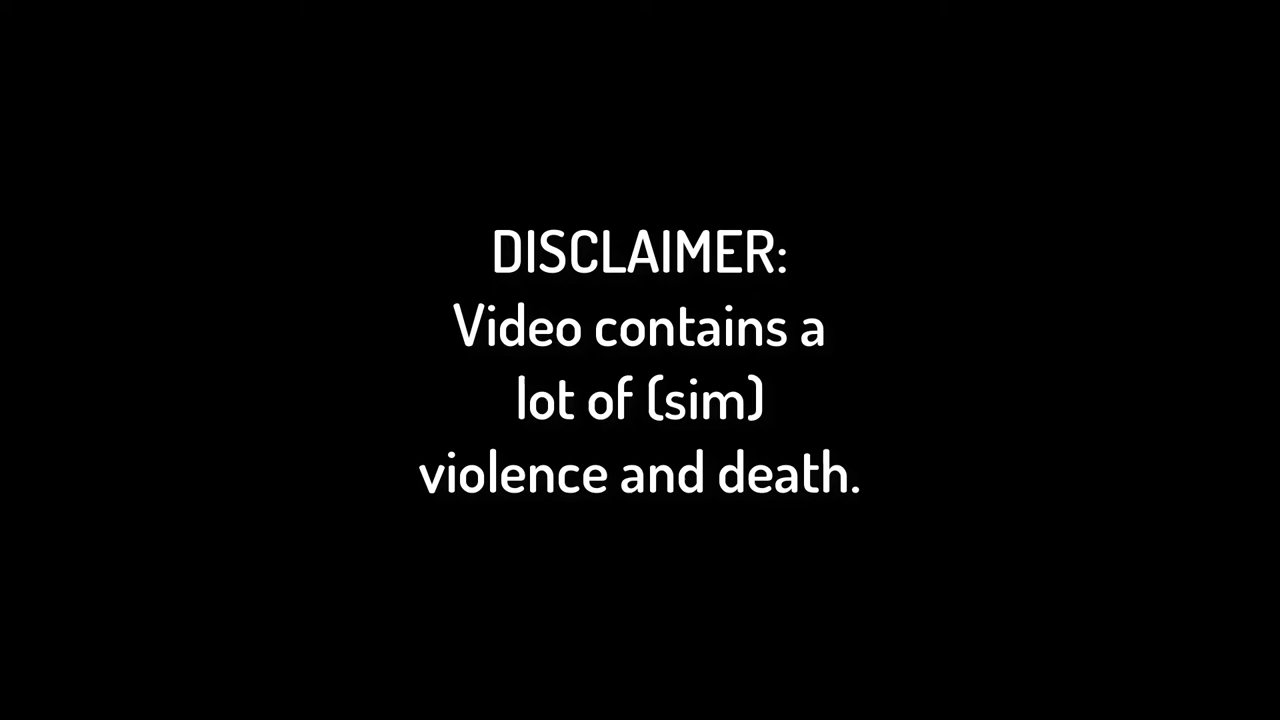 DISCLAIMER:
Video contains a
lot of (sim)
violence and death.